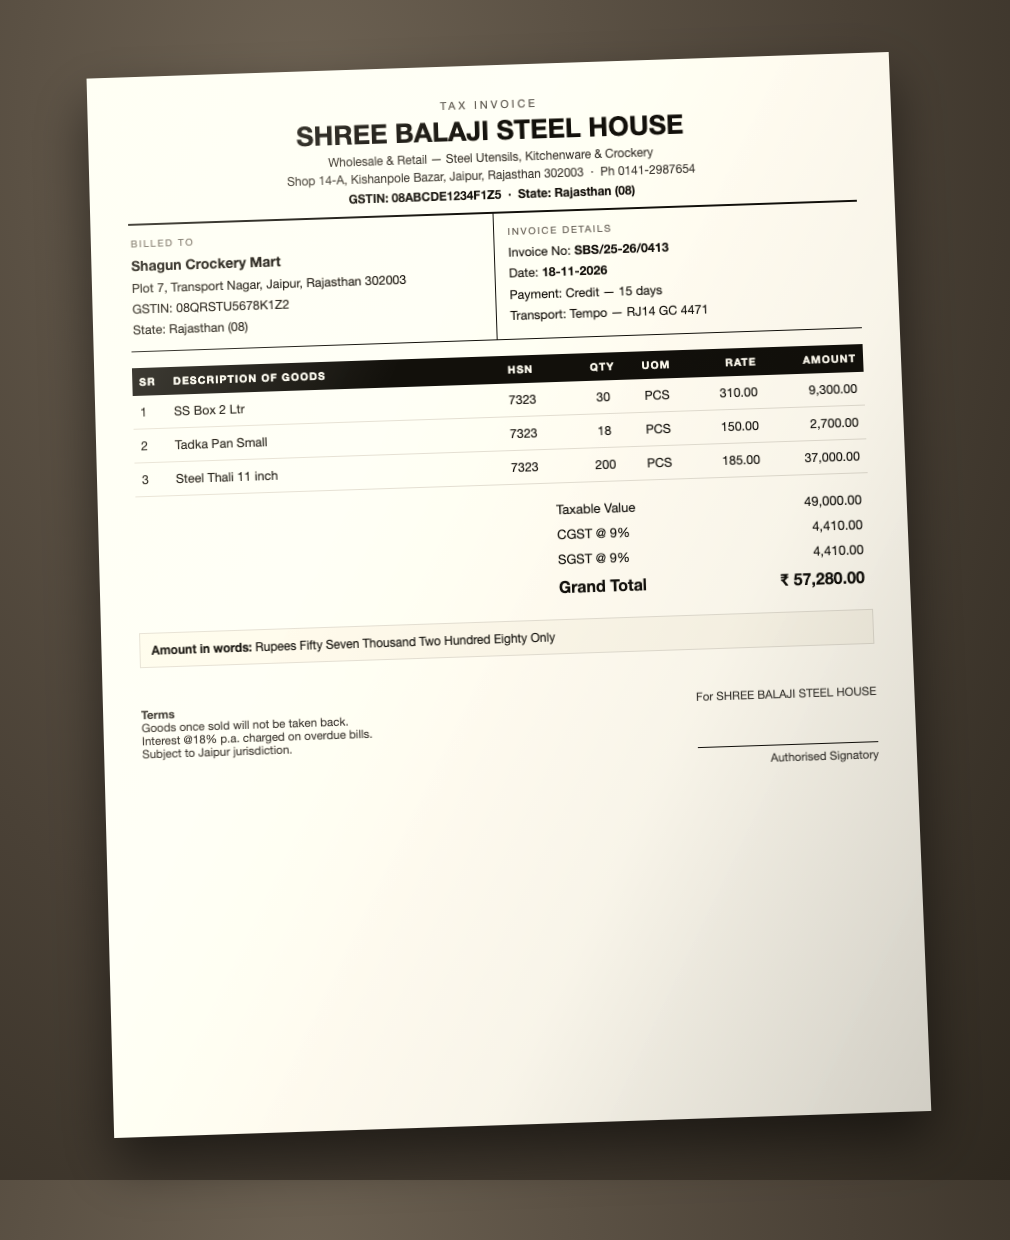 TAX INVOICE
SHREE BALAJI STEEL HOUSE
Wholesale & Retail — Steel Utensils, Kitchenware & Crockery
Shop 14-A, Kishanpole Bazar, Jaipur, Rajasthan 302003 · Ph 0141-2987654
GSTIN: 08ABCDE1234F1Z5 · State: Rajasthan (08)
BILLED TO
Shagun Crockery Mart
Plot 7, Transport Nagar, Jaipur, Rajasthan 302003
GSTIN: 08QRSTU5678K1Z2
State: Rajasthan (08)
INVOICE DETAILS
Invoice No: SBS/25-26/0413
Date: 18-11-2026
Payment: Credit — 15 days
Transport: Tempo — RJ14 GC 4471
SR DESCRIPTION OF GOODS HSN QTY UOM RATE AMOUNT
1 SS Box 2 Ltr 7323 30 PCS 310.00 9,300.00
2 Tadka Pan Small 7323 18 PCS 150.00 2,700.00
3 Steel Thali 11 inch 7323 200 PCS 185.00 37,000.00
Taxable Value 49,000.00
CGST @ 9% 4,410.00
SGST @ 9% 4,410.00
Grand Total ₹ 57,280.00
Amount in words: Rupees Fifty Seven Thousand Two Hundred Eighty Only
Terms
Goods once sold will not be taken back.
Interest @18% p.a. charged on overdue bills.
Subject to Jaipur jurisdiction.
For SHREE BALAJI STEEL HOUSE
Authorised Signatory